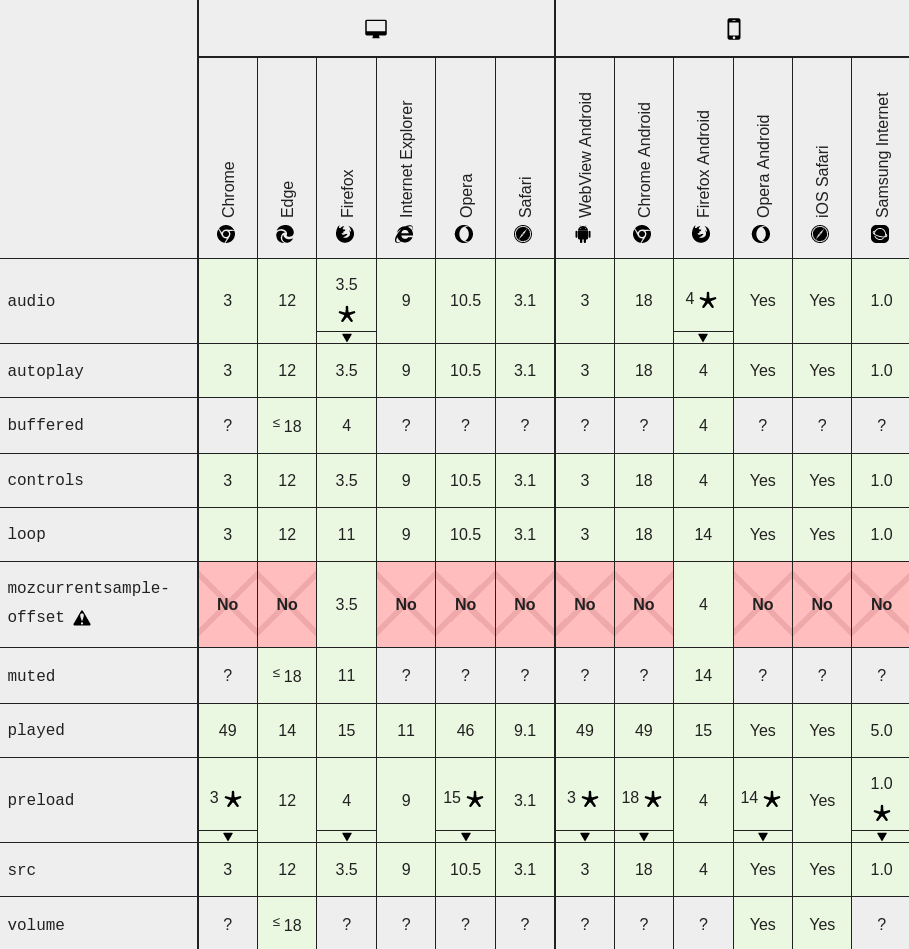 Chrome Edge Firefox Internet Explorer Opera Safari WebView Android Chrome Android Firefox Android Opera Android iOS Safari Samsung Internet
audio 3 12 3.5 ★ 9 10.5 3.1 3 18 4 ★ Yes Yes 1.0
autoplay 3 12 3.5 9 10.5 3.1 3 18 4 Yes Yes 1.0
buffered ? ≤ 18 4 ? ? ? ? ? 4 ? ? ?
controls 3 12 3.5 9 10.5 3.1 3 18 4 Yes Yes 1.0
loop 3 12 11 9 10.5 3.1 3 18 14 Yes Yes 1.0
mozcurrentsample-
offset No No 3.5 No No No No No 4 No No No
muted ? ≤ 18 11 ? ? ? ? ? 14 ? ? ?
played 49 14 15 11 46 9.1 49 49 15 Yes Yes 5.0
preload 3 ★ 12 4 9 15 ★ 3.1 3 ★ 18 ★ 4 14 ★ Yes 1.0 ★
src 3 12 3.5 9 10.5 3.1 3 18 4 Yes Yes 1.0
volume ? ≤ 18 ? ? ? ? ? ? ? Yes Yes ?